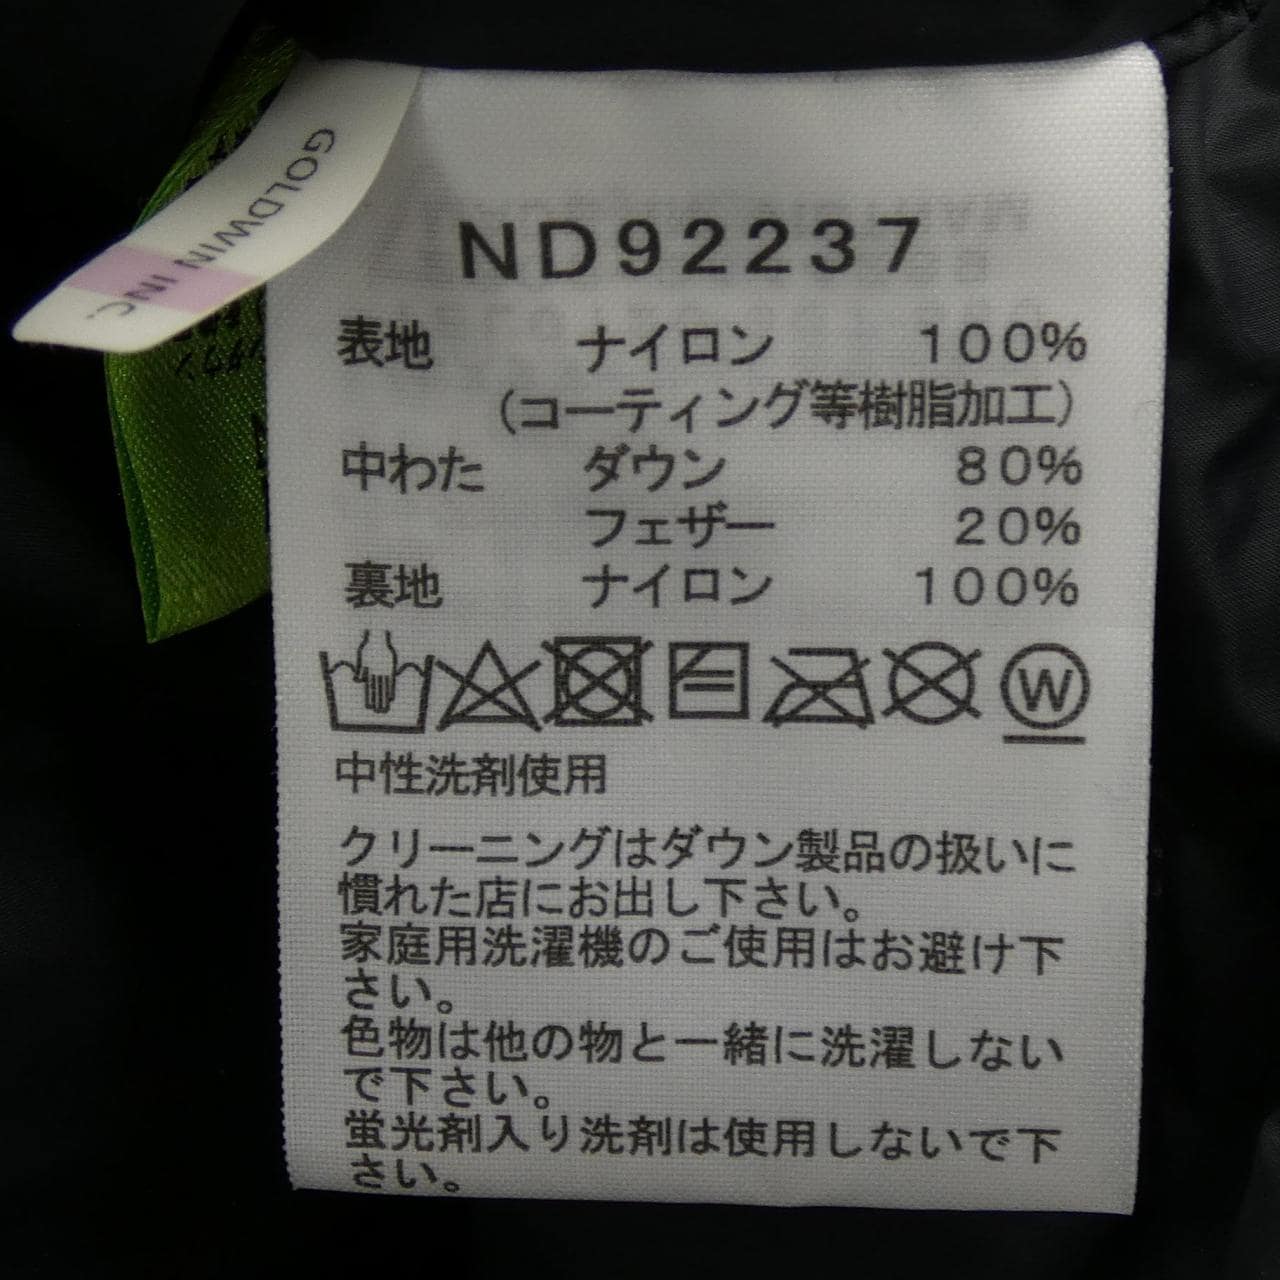 GOLDWIN INC.
ND92237
表地 ナイロン 100%
(コーティング等樹脂加工)
中わた ダウン 80%
フェザー 20%
裏地 ナイロン 100%
W
中性洗剤使用
クリーニングはダウン製品の扱いに
慣れた店にお出し下さい。
家庭用洗濯機のご使用はお避け下
さい。
色物は他の物と一緒に洗濯しない
で下さい。
蛍光剤入り洗剤は使用しないで下
さい。